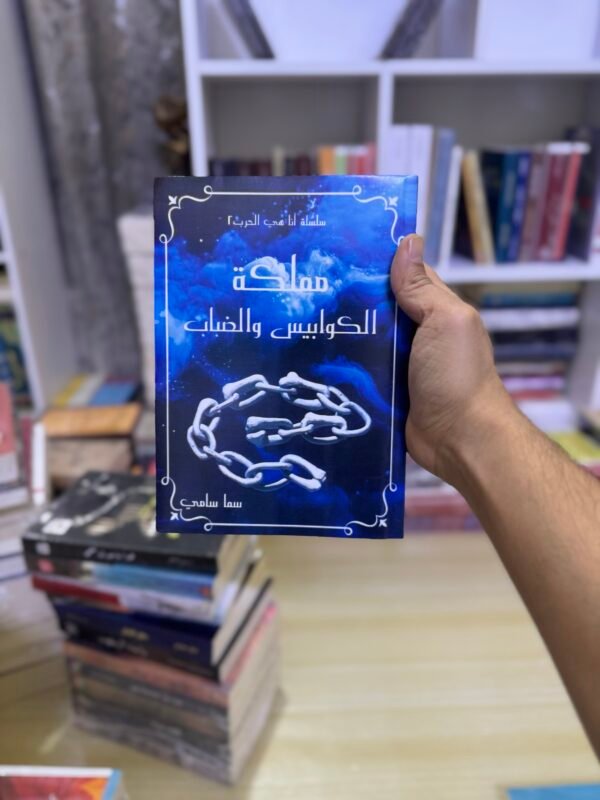 سلسلة أنا هي الحرب ٢
مملكة
الكوابيس والضباب
سما سامي